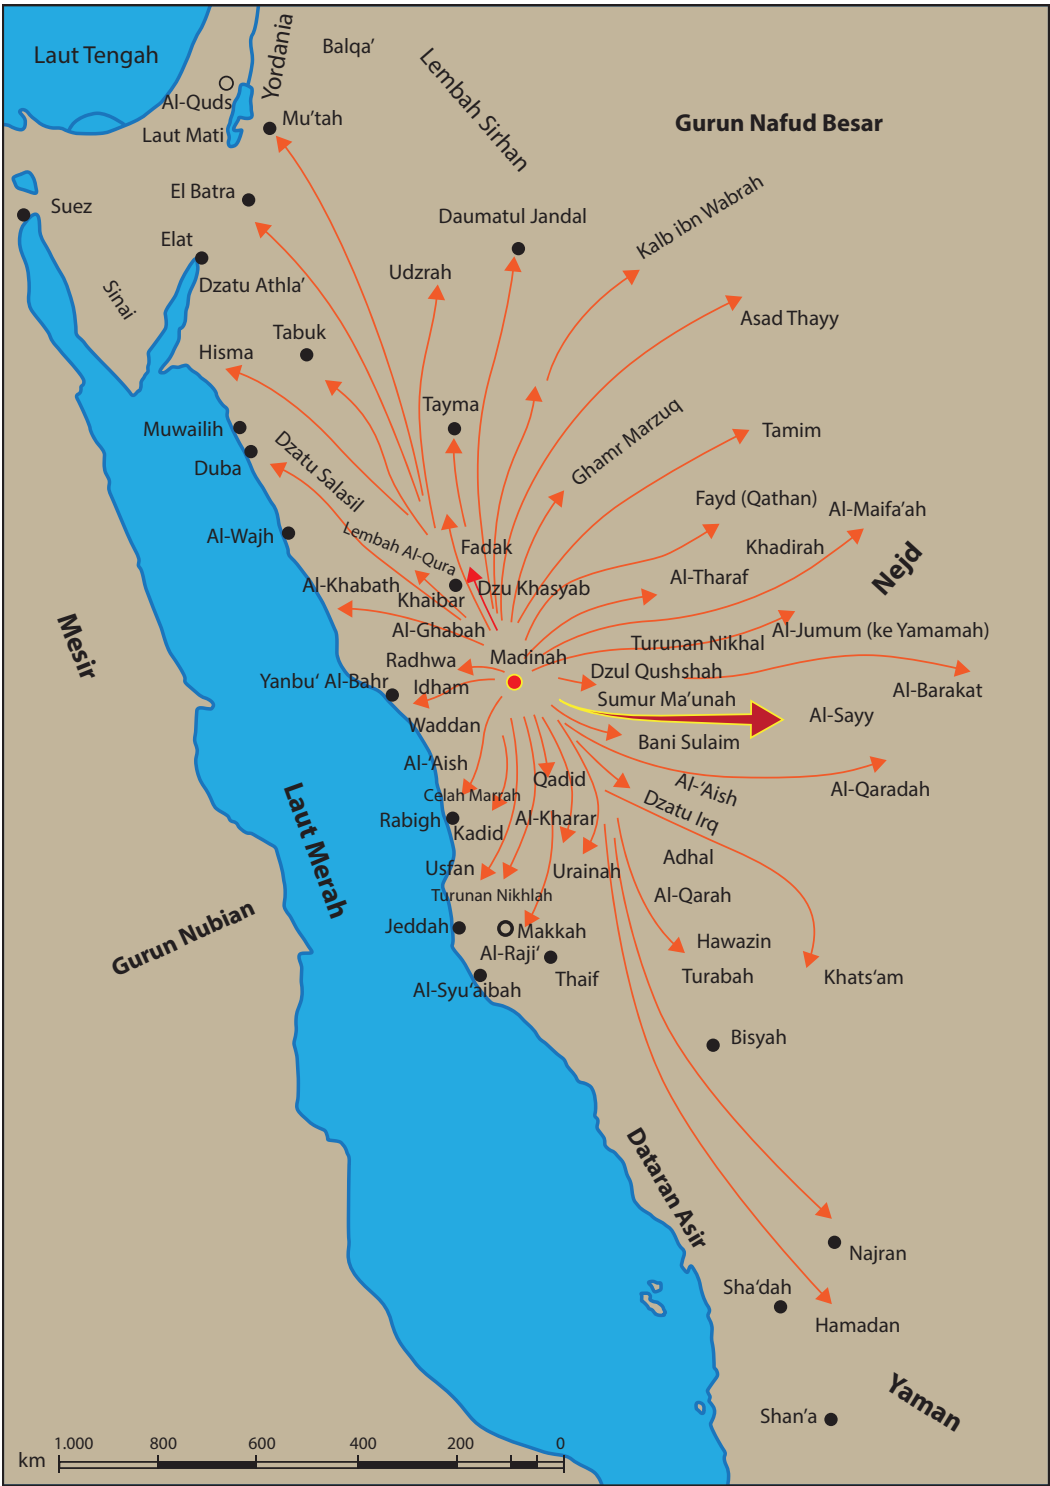 Laut Tengah
Yordania
Balqa’
Lembah Sirhan
Al-Quds
Laut Mati
Mu’tah
Gurun Nafud Besar
El Batra
Suez
Daumatul Jandal
Kalb ibn Wabrah
Elat
Udzrah
Dzatu Athla’
Sinai
Asad Thayy
Tabuk
Hisma
Tayma
Ghamr Marzuq
Tamim
Muwailih
Duba
Dzatu Salasil
Fayd (Qathan)
Al-Maifa’ah
Al-Wajh
Lembah Al-Qura
Fadak
Khadirah
Nejd
Al-Khabath
Khaibar
Dzu Khasyab
Al-Tharaf
Mesir
Al-Ghabah
Turunan Nikhal
Al-Jumum (ke Yamamah)
Radhwa
Madinah
Dzul Qushshah
Yanbu‘ Al-Bahr
Idham
Sumur Ma’unah
Al-Barakat
Waddan
Al-Sayy
Bani Sulaim
Al-‘Aish
Qadid
Al-‘Aish
Al-Qaradah
Celah Marrah
Dzatu Irq
Laut Merah
Rabigh
Kadid
Al-Kharar
Usfan
Urainah
Adhal
Turunan Nikhlah
Al-Qarah
Gurun Nubian
Jeddah
Makkah
Hawazin
Al-Raji‘
Thaif
Turabah
Khats‘am
Al-Syu‘aibah
Bisyah
Dataran Asir
Najran
Sha‘dah
Hamadan
Yaman
Shan’a
1.000 800 600 400 200 0
km